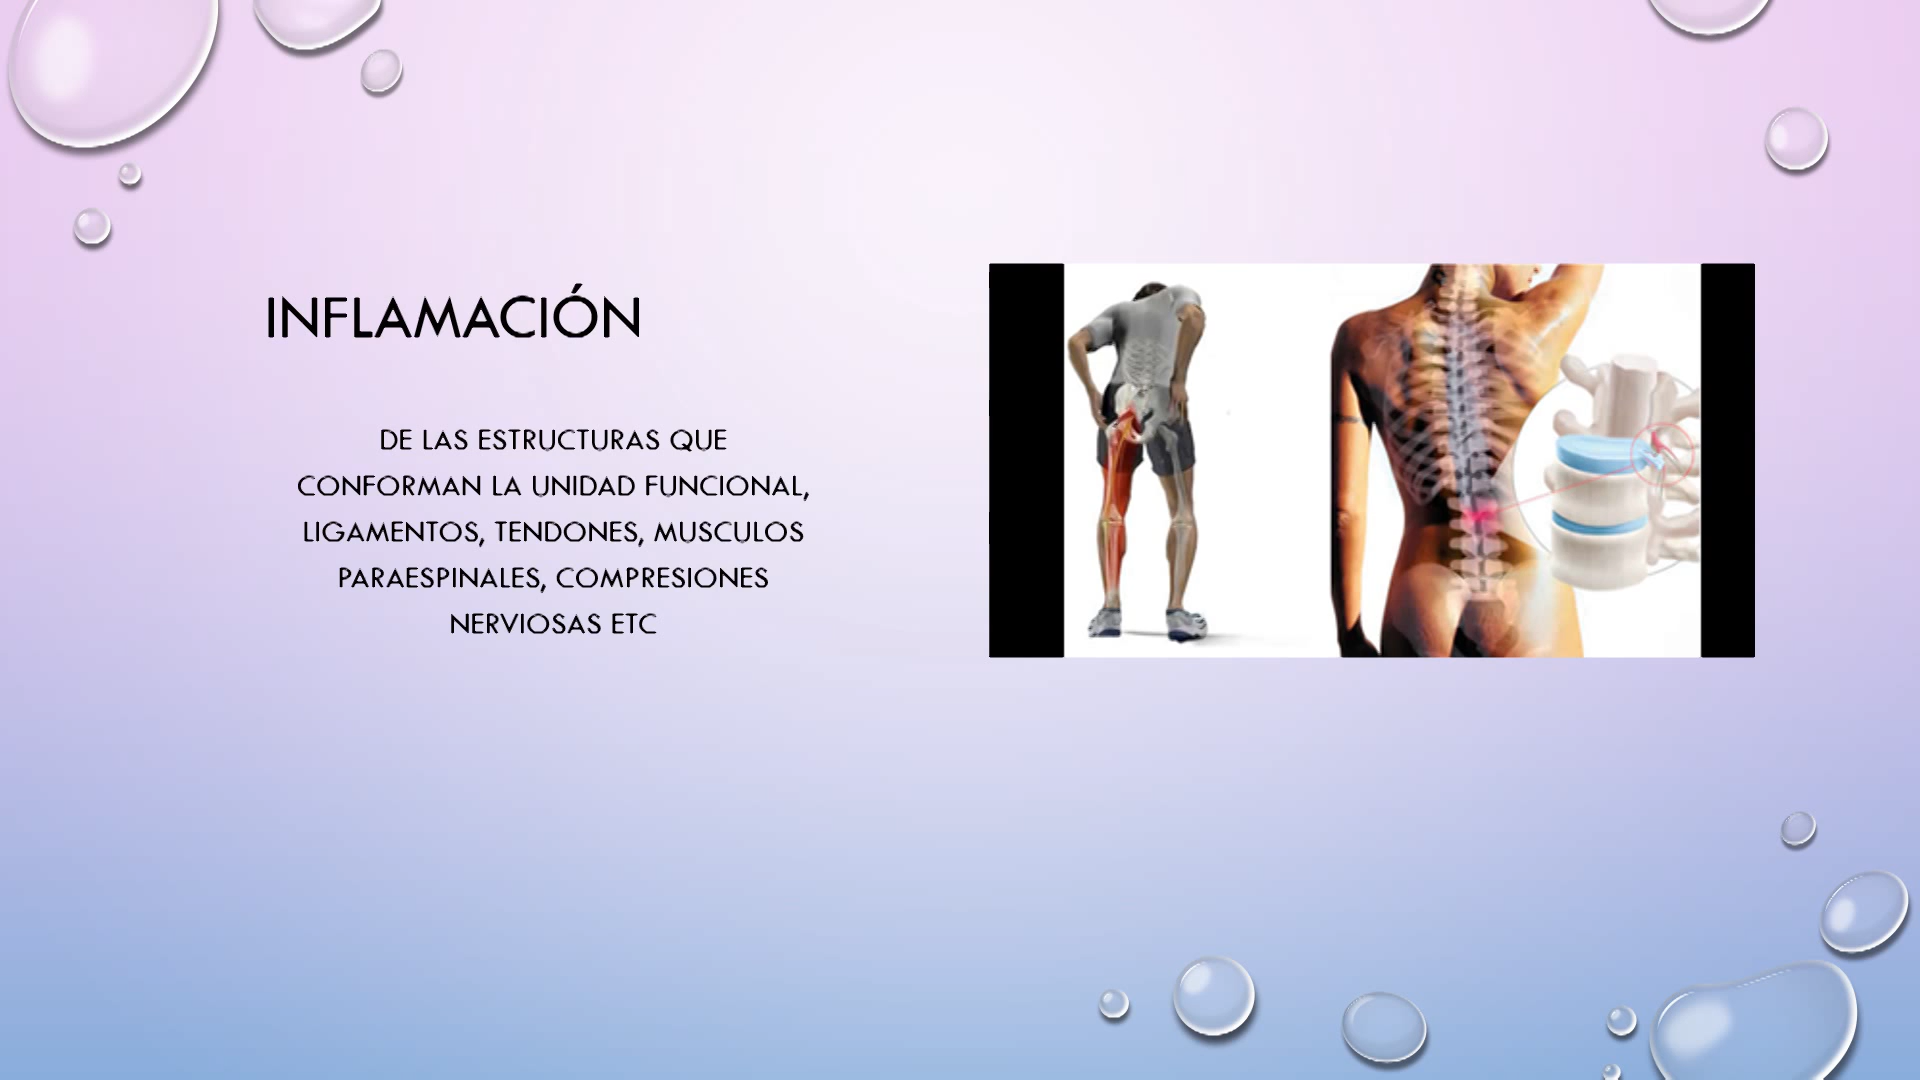 INFLAMACIÓN
DE LAS ESTRUCTURAS QUE
CONFORMAN LA UNIDAD FUNCIONAL,
LIGAMENTOS, TENDONES, MUSCULOS
PARAESPINALES, COMPRESIONES
NERVIOSAS ETC